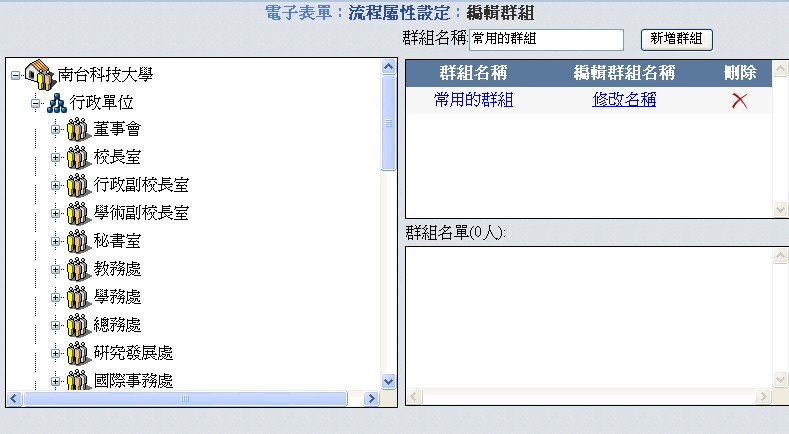 電子表單：流程屬性設定：編輯群組
群組名稱:常用的群組 新增群組
南台科技大學
行政單位
董事會
校長室
行政副校長室
學術副校長室
秘書室
教務處
學務處
總務處
研究發展處
國際事務處
群組名稱 編輯群組名稱 刪除
常用的群組 修改名稱
群組名單(0人):